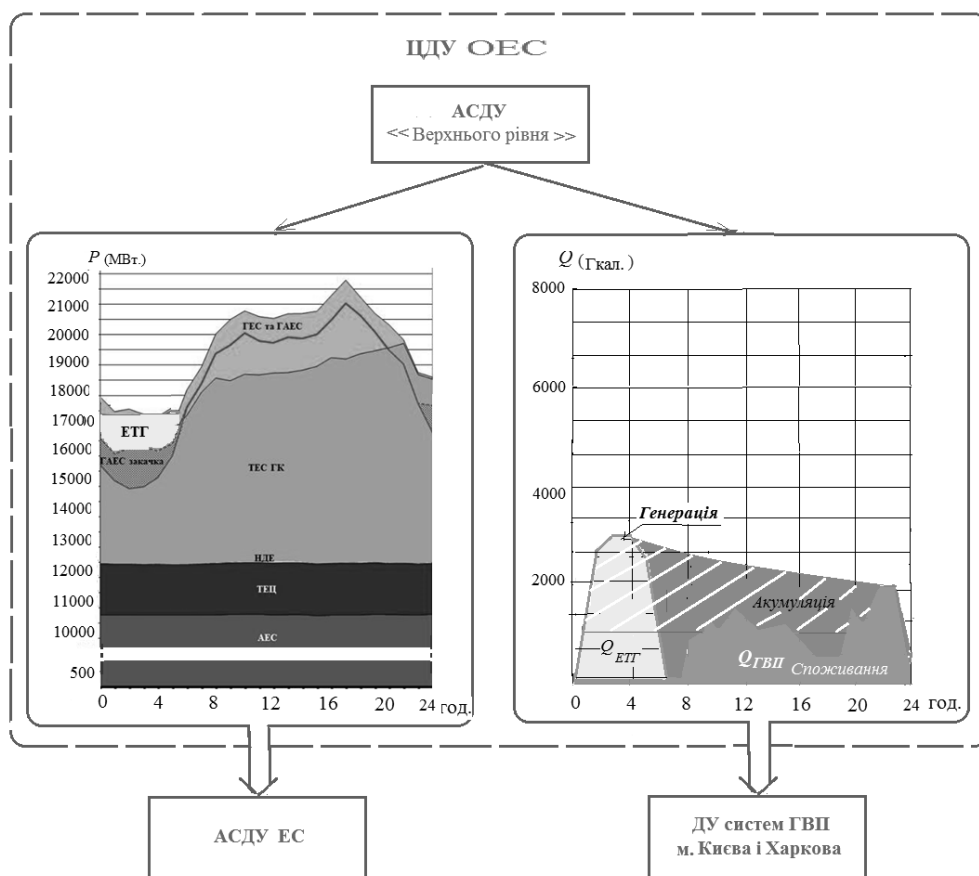 ЦДУ ОЕС
АСДУ
<< Верхнього рівня >>
P (МВт.)
22000
21000
20000
19000
18000
17000
16000
15000
14000
13000
12000
11000
10000
500
ГЕС та ГАЕС
ЕТГ
ГАЕС закачка
ТЕС ГК
НДЕ
ТЕЦ
АЕС
0 4 8 12 16 20 24 год.
Q (Гкал.)
8000
6000
4000
2000
Генерація
Акумуляція
QЕТГ
QГВП Споживання
0 4 8 12 16 20 24 год.
АСДУ ЕС
ДУ систем ГВП
м. Києва і Харкова